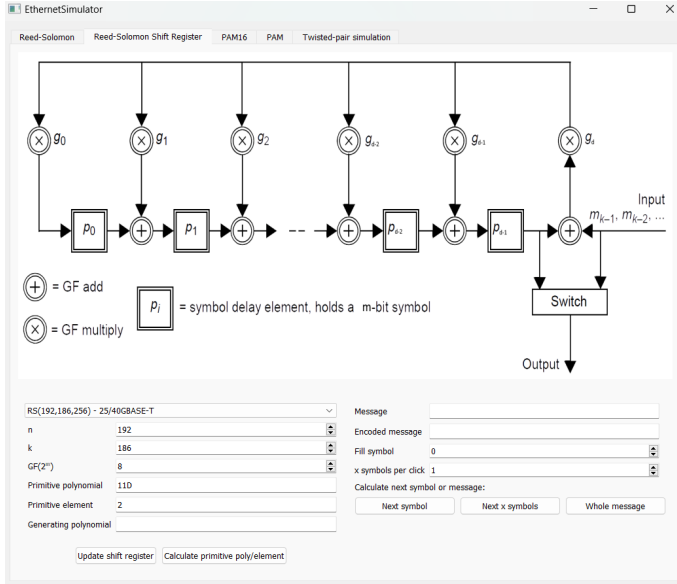 EthernetSimulator
Reed-Solomon Reed-Solomon Shift Register PAM16 PAM Twisted-pair simulation
g0 g1 g2 gd-2 gd-1 gd
Input
mk–1, mk–2, ...
p0 p1 pd-2 pd-1
= GF add
pi = symbol delay element, holds a m-bit symbol
= GF multiply
Switch
Output
RS(192,186,256) - 25/40GBASE-T
n 192
k 186
GF(2ᵐ) 8
Primitive polynomial 11D
Primitive element 2
Generating polynomial
Update shift register Calculate primitive poly/element
Message
Encoded message
Fill symbol 0
x symbols per click 1
Calculate next symbol or message:
Next symbol Next x symbols Whole message